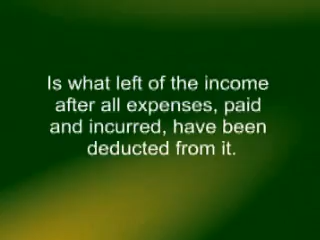 Is what left of the income
after all expenses, paid
and incurred, have been
deducted from it.